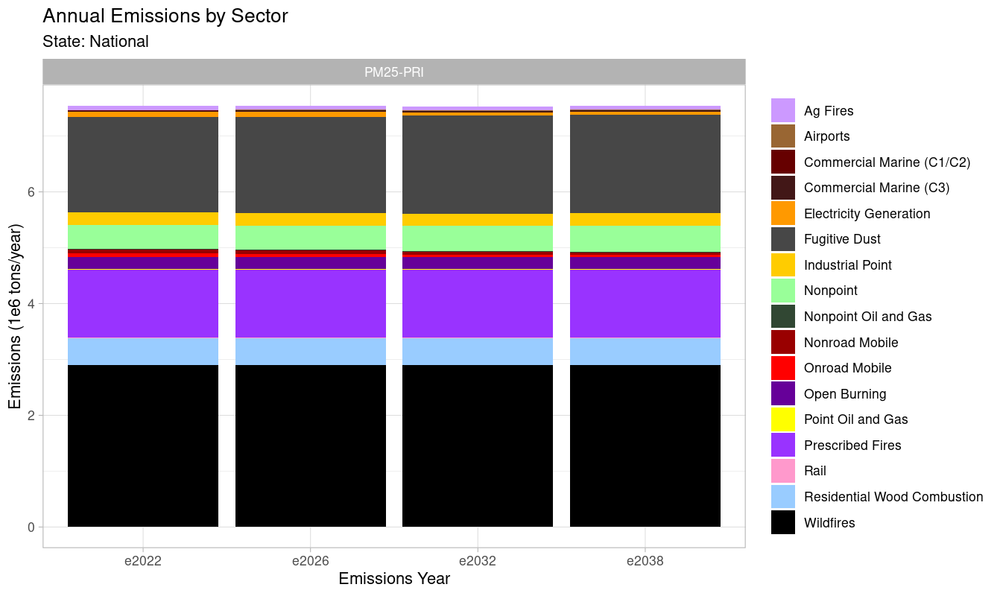 Annual Emissions by Sector
State: National
PM25-PRI
Emissions (1e6 tons/year)
6
4
2
0
e2022 e2026 e2032 e2038
Emissions Year
Ag Fires
Airports
Commercial Marine (C1/C2)
Commercial Marine (C3)
Electricity Generation
Fugitive Dust
Industrial Point
Nonpoint
Nonpoint Oil and Gas
Nonroad Mobile
Onroad Mobile
Open Burning
Point Oil and Gas
Prescribed Fires
Rail
Residential Wood Combustion
Wildfires